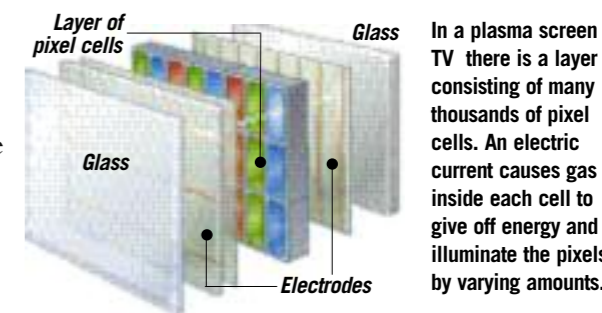 Layer of
pixel cells
Glass
Glass
Electrodes
e
In a plasma screen
TV there is a layer
consisting of many
thousands of pixel
cells. An electric
current causes gas
inside each cell to
give off energy and
illuminate the pixels
by varying amounts.